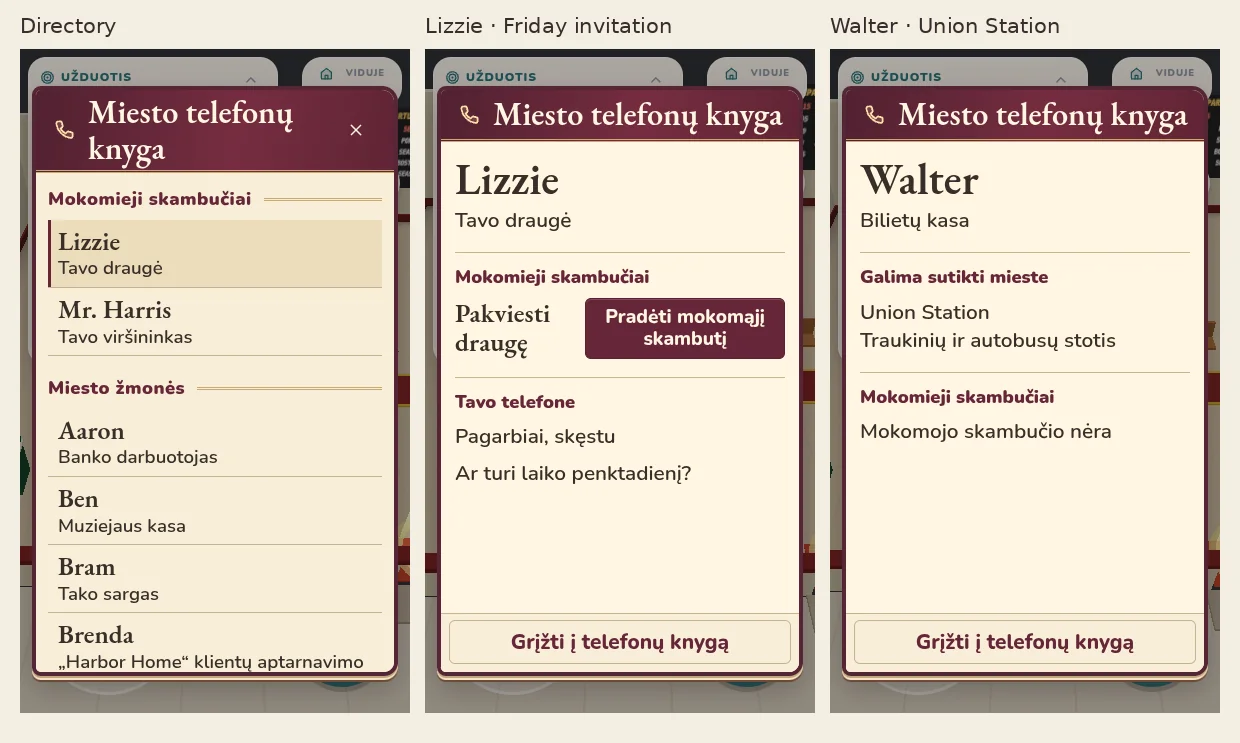 Directory
UŽDUOTIS
VIDUJE
Miesto telefonų
knyga
×
Mokomieji skambučiai
Lizzie
Tavo draugė
Mr. Harris
Tavo viršininkas
Miesto žmonės
Aaron
Banko darbuotojas
Ben
Muziejaus kasa
Bram
Tako sargas
Brenda
„Harbor Home“ klientų aptarnavimo
Lizzie · Friday invitation
UŽDUOTIS
VIDUJE
Miesto telefonų knyga
Lizzie
Tavo draugė
Mokomieji skambučiai
Pakviesti
draugę
Pradėti mokomąjį
skambutį
Tavo telefone
Pagarbiai, skęstu
Ar turi laiko penktadienį?
Grįžti į telefonų knygą
Walter · Union Station
UŽDUOTIS
VIDUJE
Miesto telefonų knyga
Walter
Bilietų kasa
Galima sutikti mieste
Union Station
Traukinių ir autobusų stotis
Mokomieji skambučiai
Mokomojo skambučio nėra
Grįžti į telefonų knygą